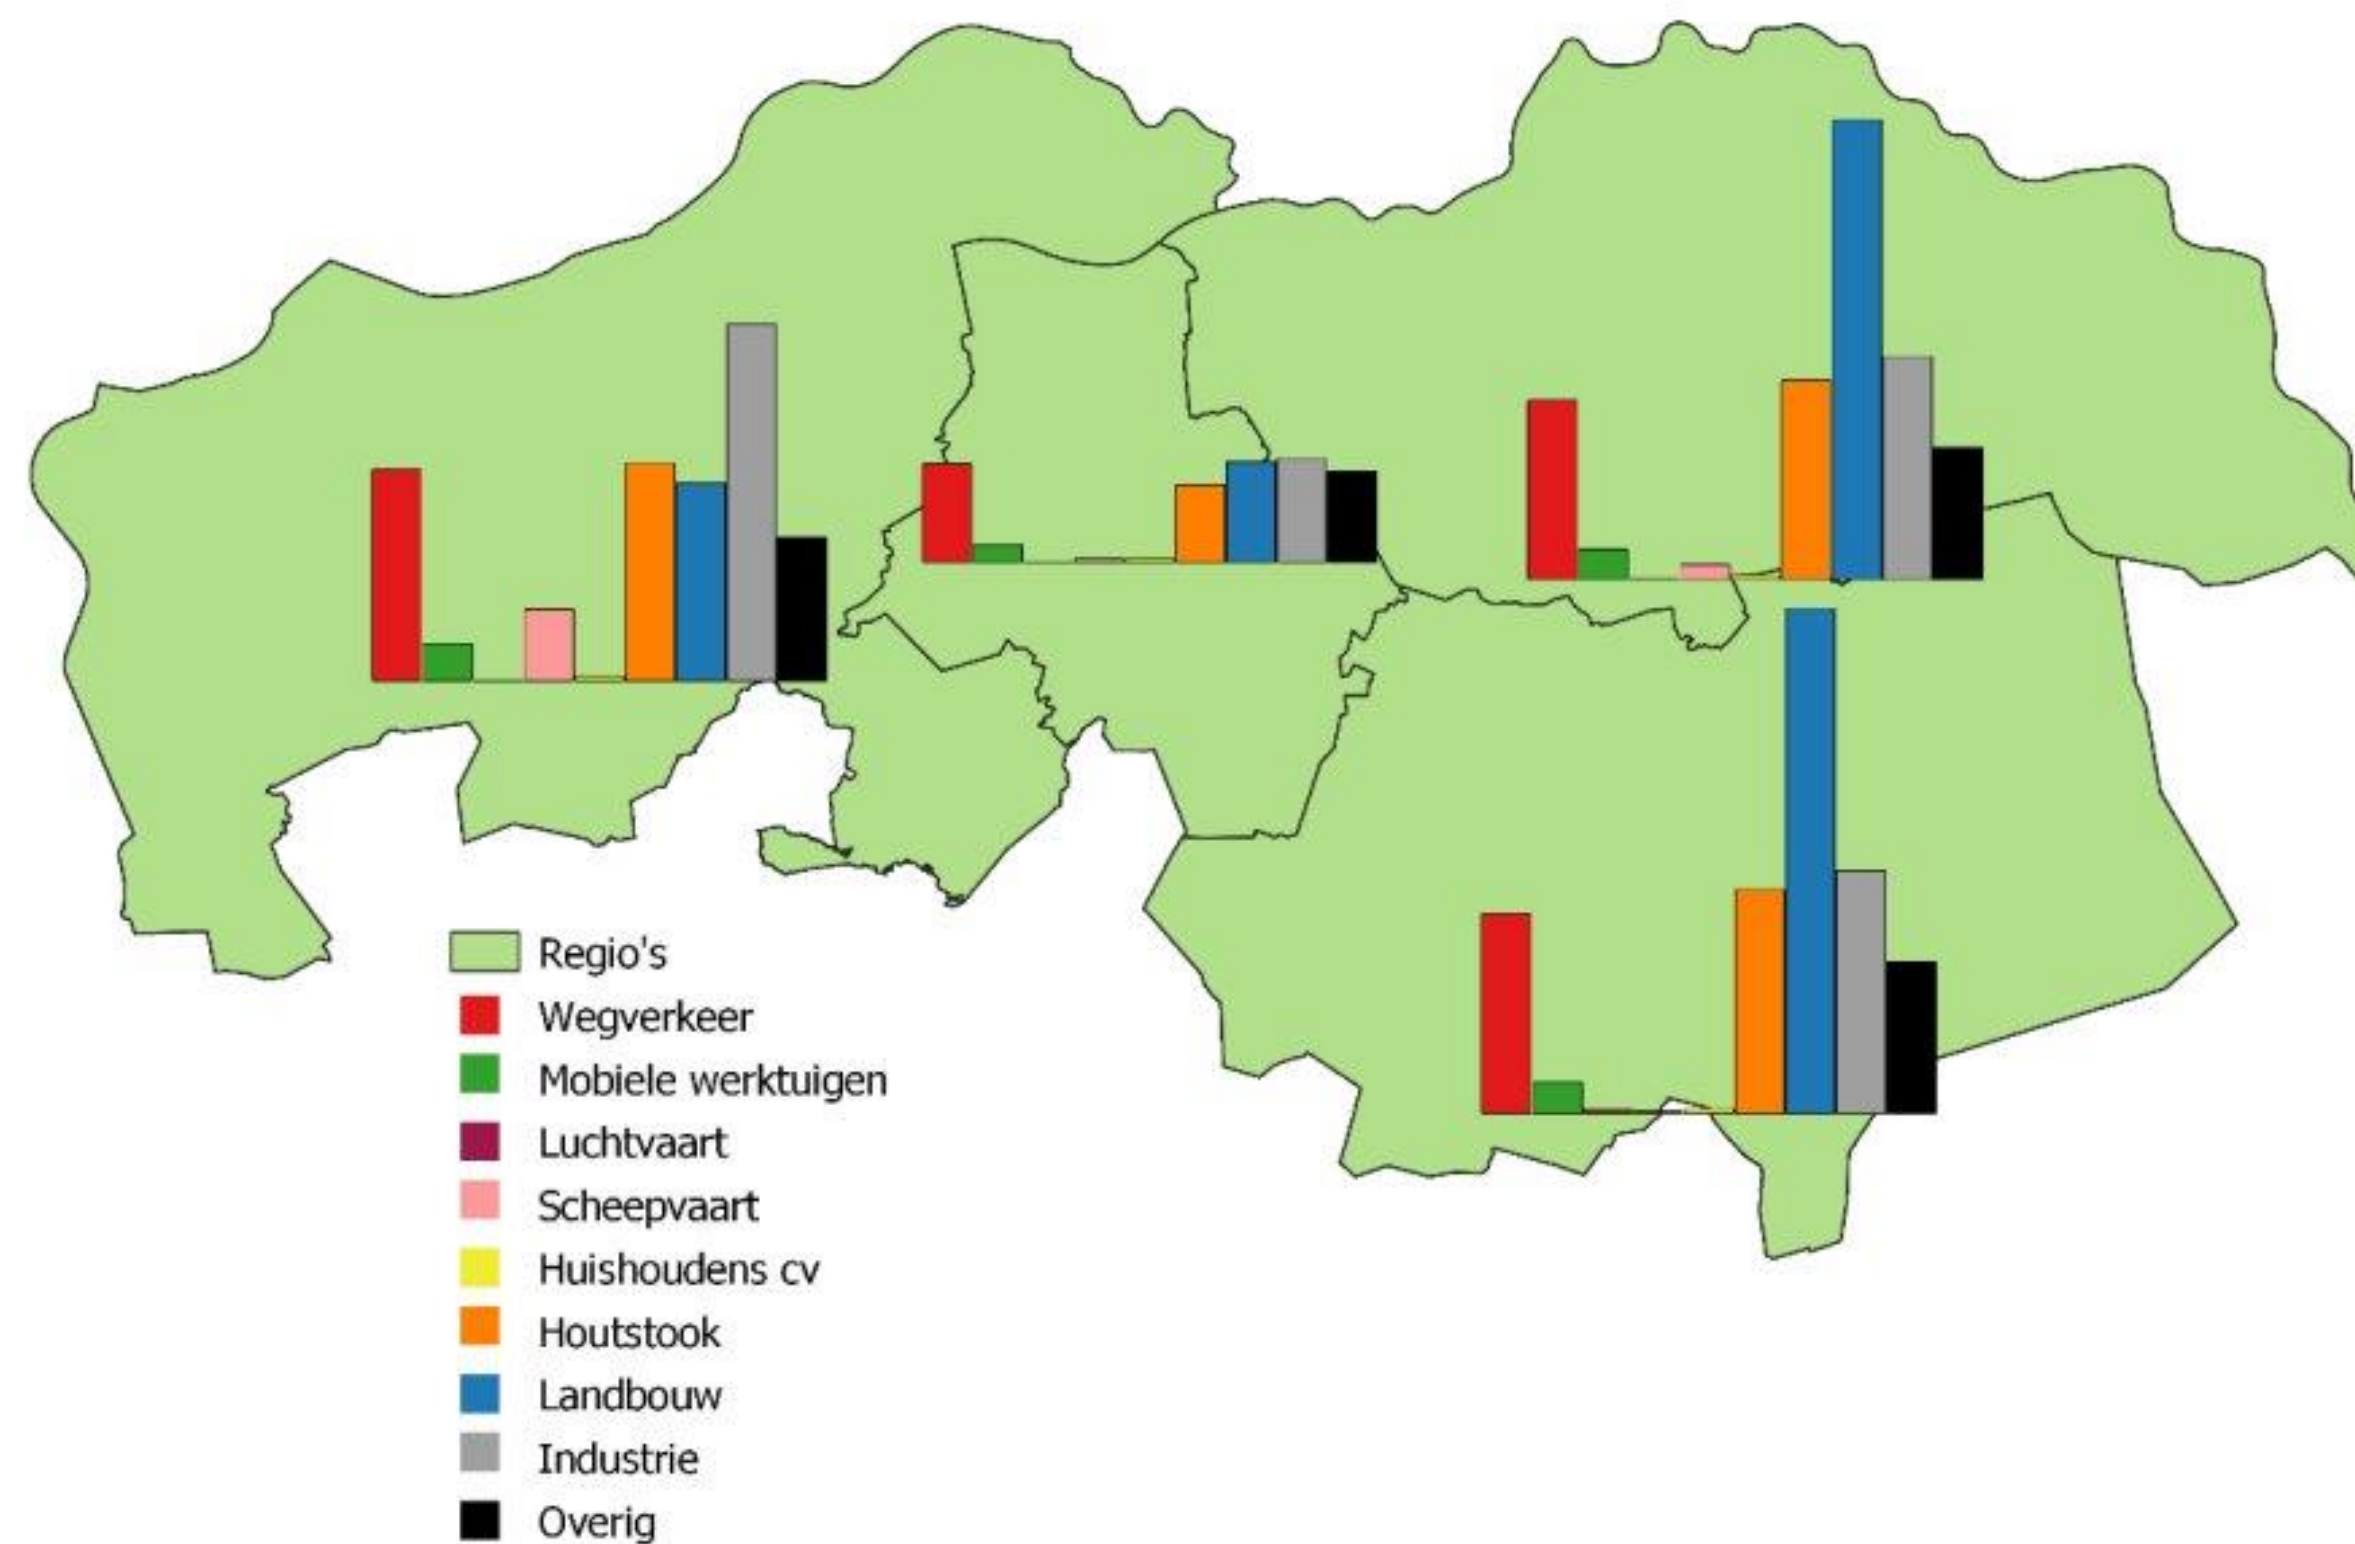 Regio's
Wegverkeer
Mobiele werktuigen
Luchtvaart
Scheepvaart
Huishoudens cv
Houtstook
Landbouw
Industrie
Overig